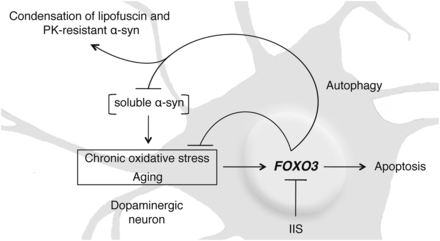 Condensation of lipofuscin and
PK-resistant α-syn
Autophagy
soluble α-syn
Chronic oxidative stress
Aging
FOXO3
Apoptosis
Dopaminergic
neuron
IIS